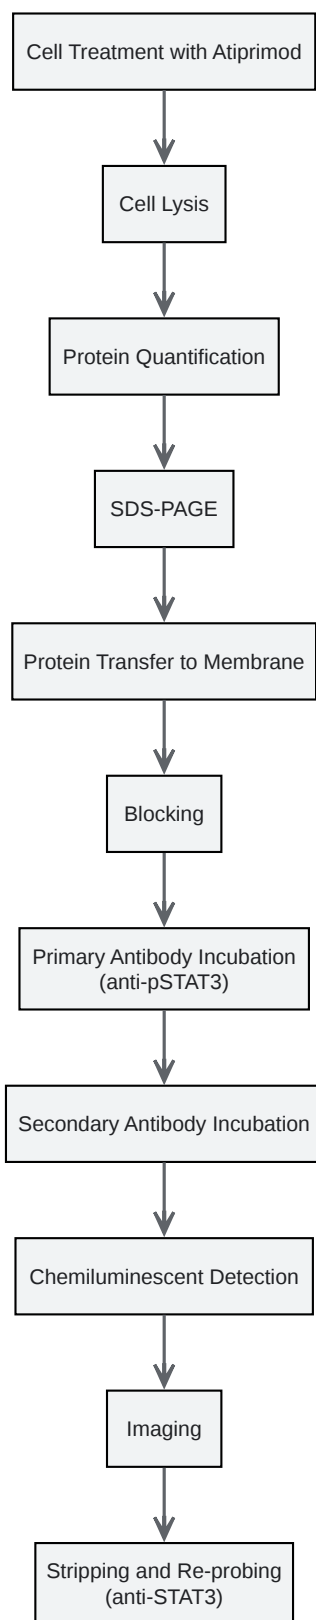 Cell Treatment with Atiprimod
Cell Lysis
Protein Quantification
SDS-PAGE
Protein Transfer to Membrane
Blocking
Primary Antibody Incubation
(anti-pSTAT3)
Secondary Antibody Incubation
Chemiluminescent Detection
Imaging
Stripping and Re-probing
(anti-STAT3)